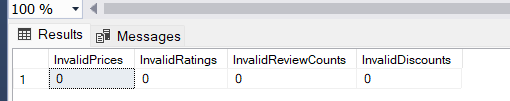 100 %
Results Messages
InvalidPrices InvalidRatings InvalidReviewCounts InvalidDiscounts
1 0 0 0 0